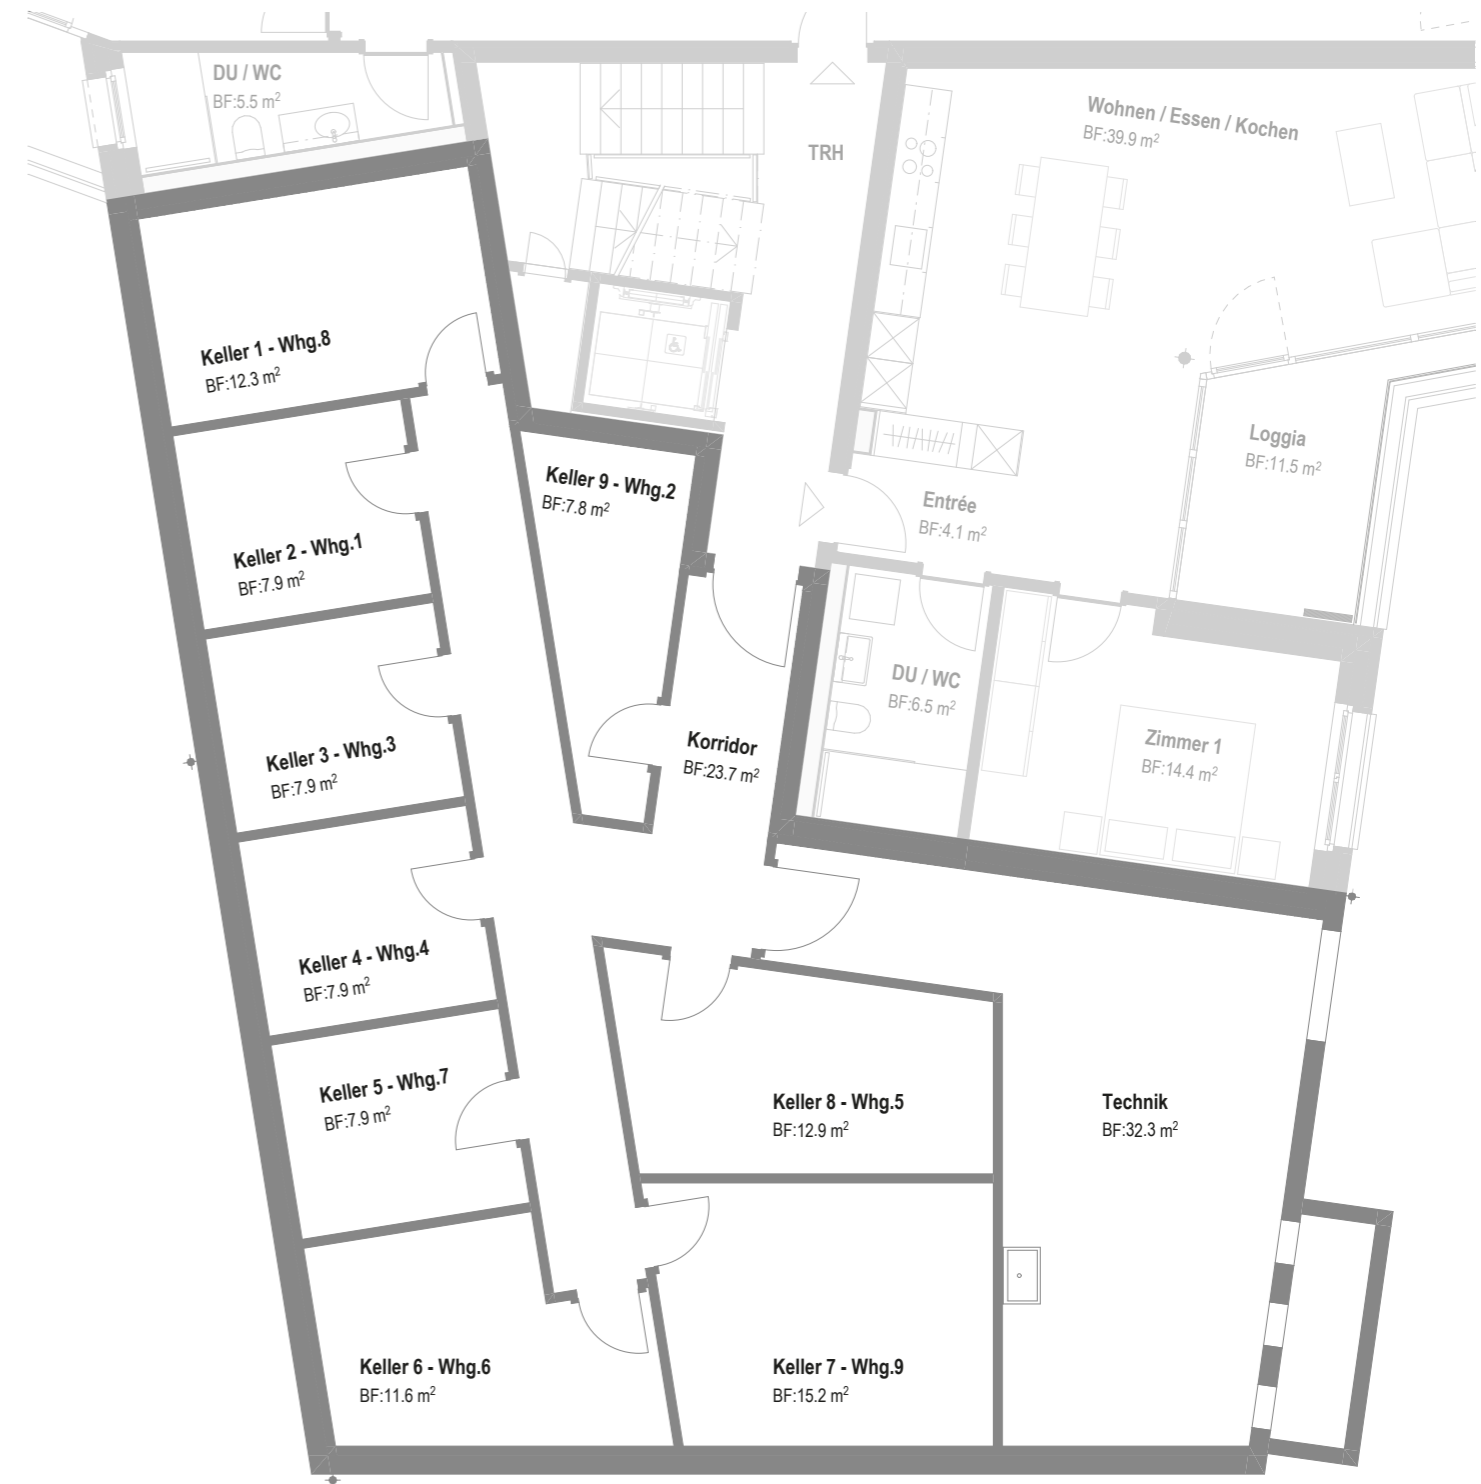 DU / WC
BF:5.5 m²
Wohnen / Essen / Kochen
BF:39.9 m²
TRH
Keller 1 - Whg.8
BF:12.3 m²
Loggia
BF:11.5 m²
Keller 9 - Whg.2
BF:7.8 m²
Entrée
BF:4.1 m²
Keller 2 - Whg.1
BF:7.9 m²
DU / WC
BF:6.5 m²
Keller 3 - Whg.3
BF:7.9 m²
Korridor
BF:23.7 m²
Zimmer 1
BF:14.4 m²
Keller 4 - Whg.4
BF:7.9 m²
Keller 5 - Whg.7
BF:7.9 m²
Keller 8 - Whg.5
BF:12.9 m²
Technik
BF:32.3 m²
Keller 6 - Whg.6
BF:11.6 m²
Keller 7 - Whg.9
BF:15.2 m²